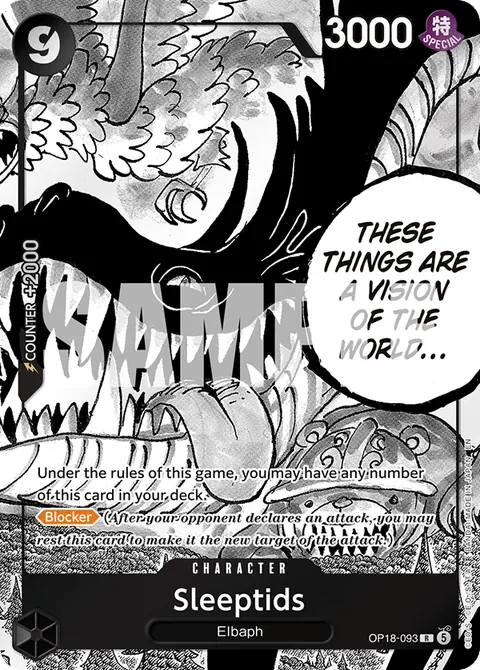 9
3000
特
SPECIAL
THESE
THINGS ARE
A VISION
OF THE
WORLD...
COUNTER +2000
SAMP
Under the rules of this game, you may have any number
of this card in your deck.
Blocker (After your opponent declares an attack, you may
rest this card to make it the new target of the attack.)
CHARACTER
Sleeptids
Elbaph
OP18-093 R 5